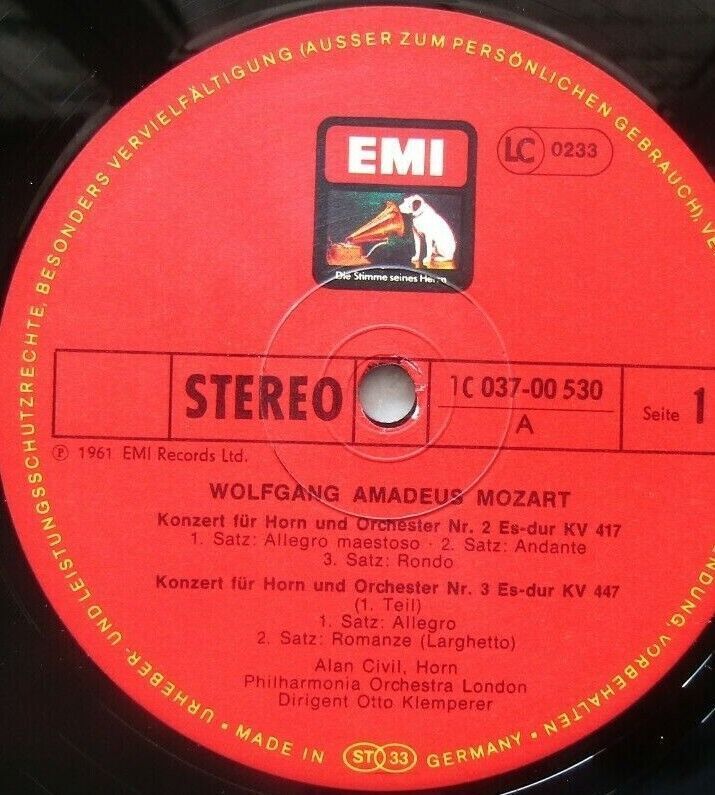 URHEBER- UND LEISTUNGSSCHUTZRECHTE, BESONDERS VERVIELFÄLTIGUNG (AUSSER ZUM PERSÖNLICHEN GEBRAUCH), VORBEHALTEN
EMI
LC 0233
Die Stimme seines Herrn
STEREO
1C 037-00 530
A
Seite 1
℗ 1961 EMI Records Ltd.
WOLFGANG AMADEUS MOZART
Konzert für Horn und Orchester Nr. 2 Es-dur KV 417
1. Satz: Allegro maestoso · 2. Satz: Andante
3. Satz: Rondo
Konzert für Horn und Orchester Nr. 3 Es-dur KV 447
(1. Teil)
1. Satz: Allegro
2. Satz: Romanze (Larghetto)
Alan Civil, Horn
Philharmonia Orchestra London
Dirigent Otto Klemperer
• MADE IN ST 33 GERMANY •